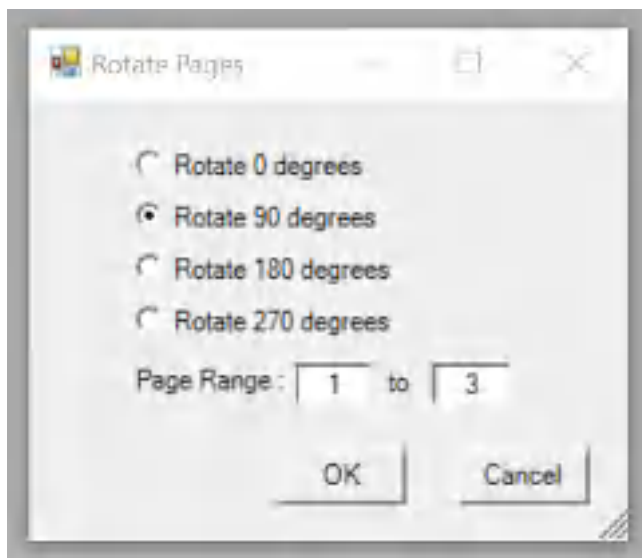 Rotate Pages
Rotate 0 degrees
Rotate 90 degrees
Rotate 180 degrees
Rotate 270 degrees
Page Range : 1 to 3
OK Cancel